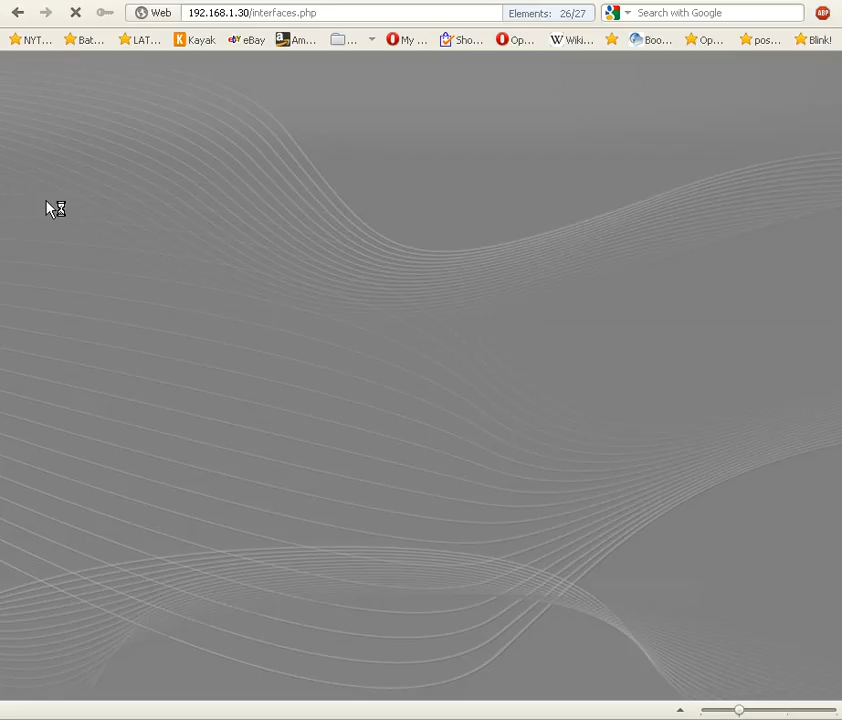 Web 192.168.1.30/interfaces.php Elements: 26/27 Search with Google ABP
NYT... Bat... LAT... Kayak eBay Am... ... My ... Sho... Op... Wiki... Boo... Op... pos... Blink!